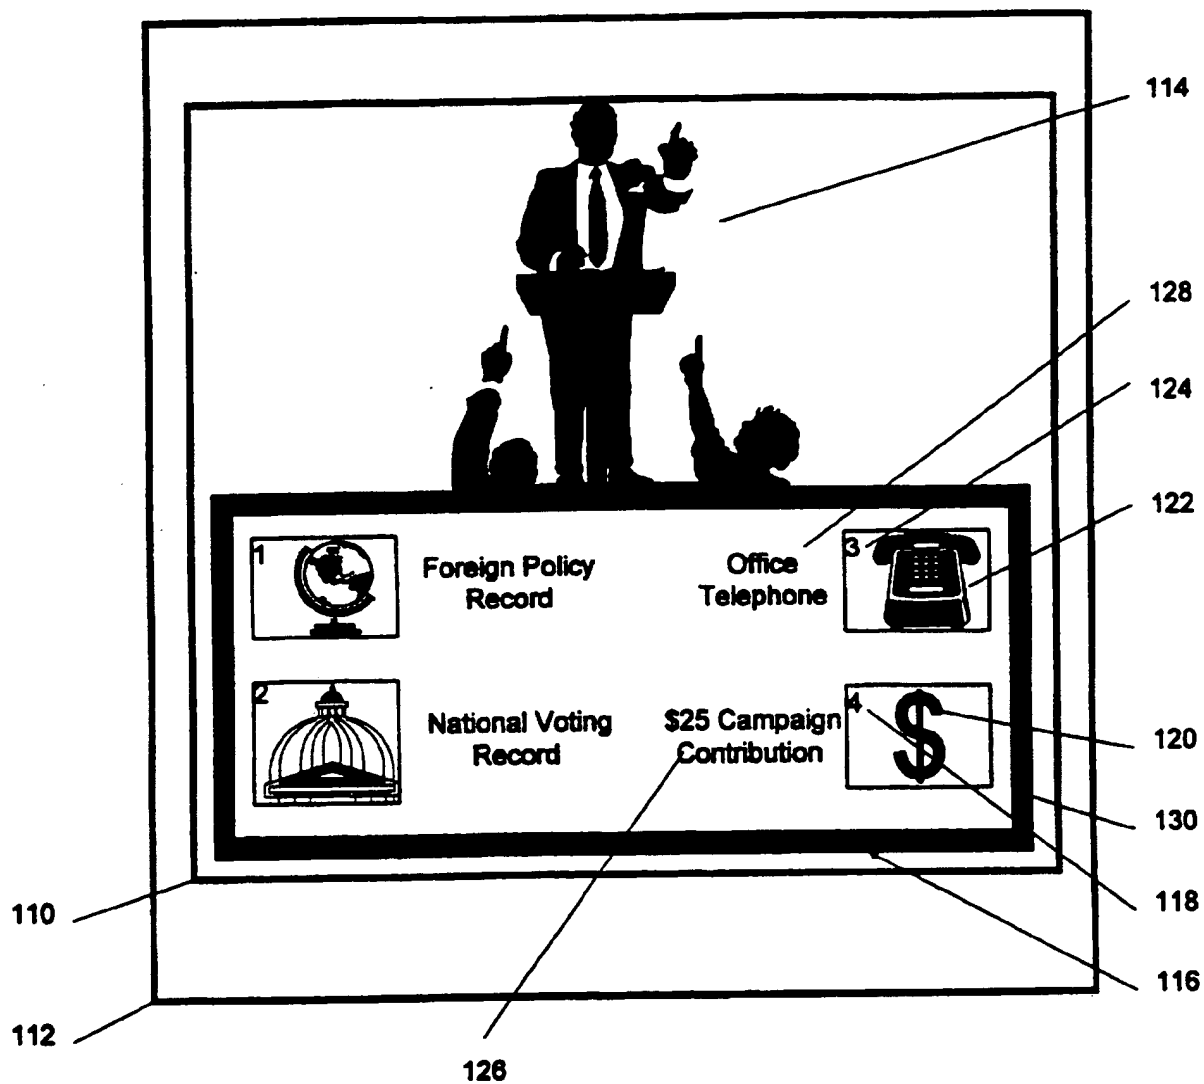 114
128
124
122
1
Foreign Policy
Record
Office
Telephone
3
2
National Voting
Record
$25 Campaign
Contribution
4
120
130
118
116
110
112
126